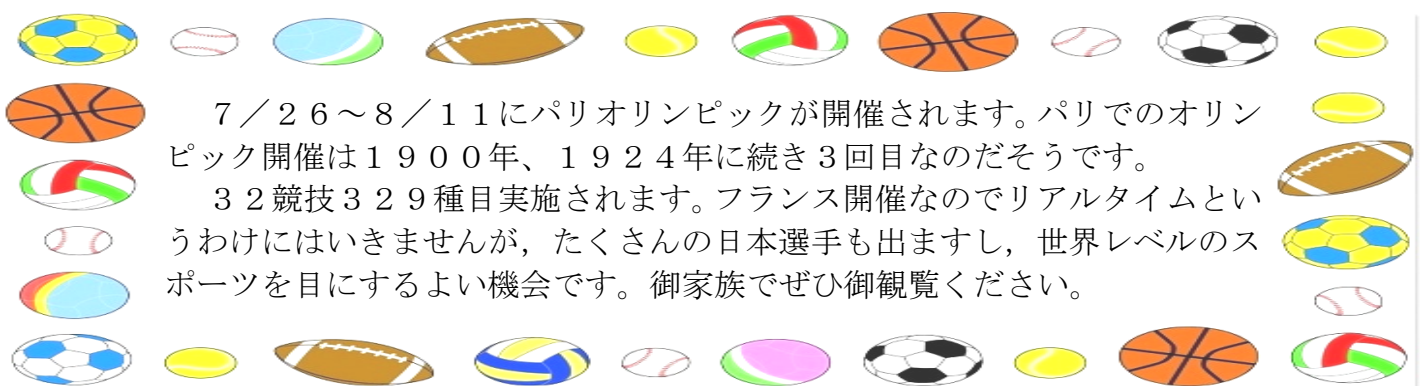 ７／２６～８／１１にパリオリンピックが開催されます。パリでのオリン
ピック開催は１９００年、１９２４年に続き３回目なのだそうです。
３２競技３２９種目実施されます。フランス開催なのでリアルタイムとい
うわけにはいきませんが，たくさんの日本選手も出ますし，世界レベルのス
ポーツを目にするよい機会です。御家族でぜひ御観覧ください。